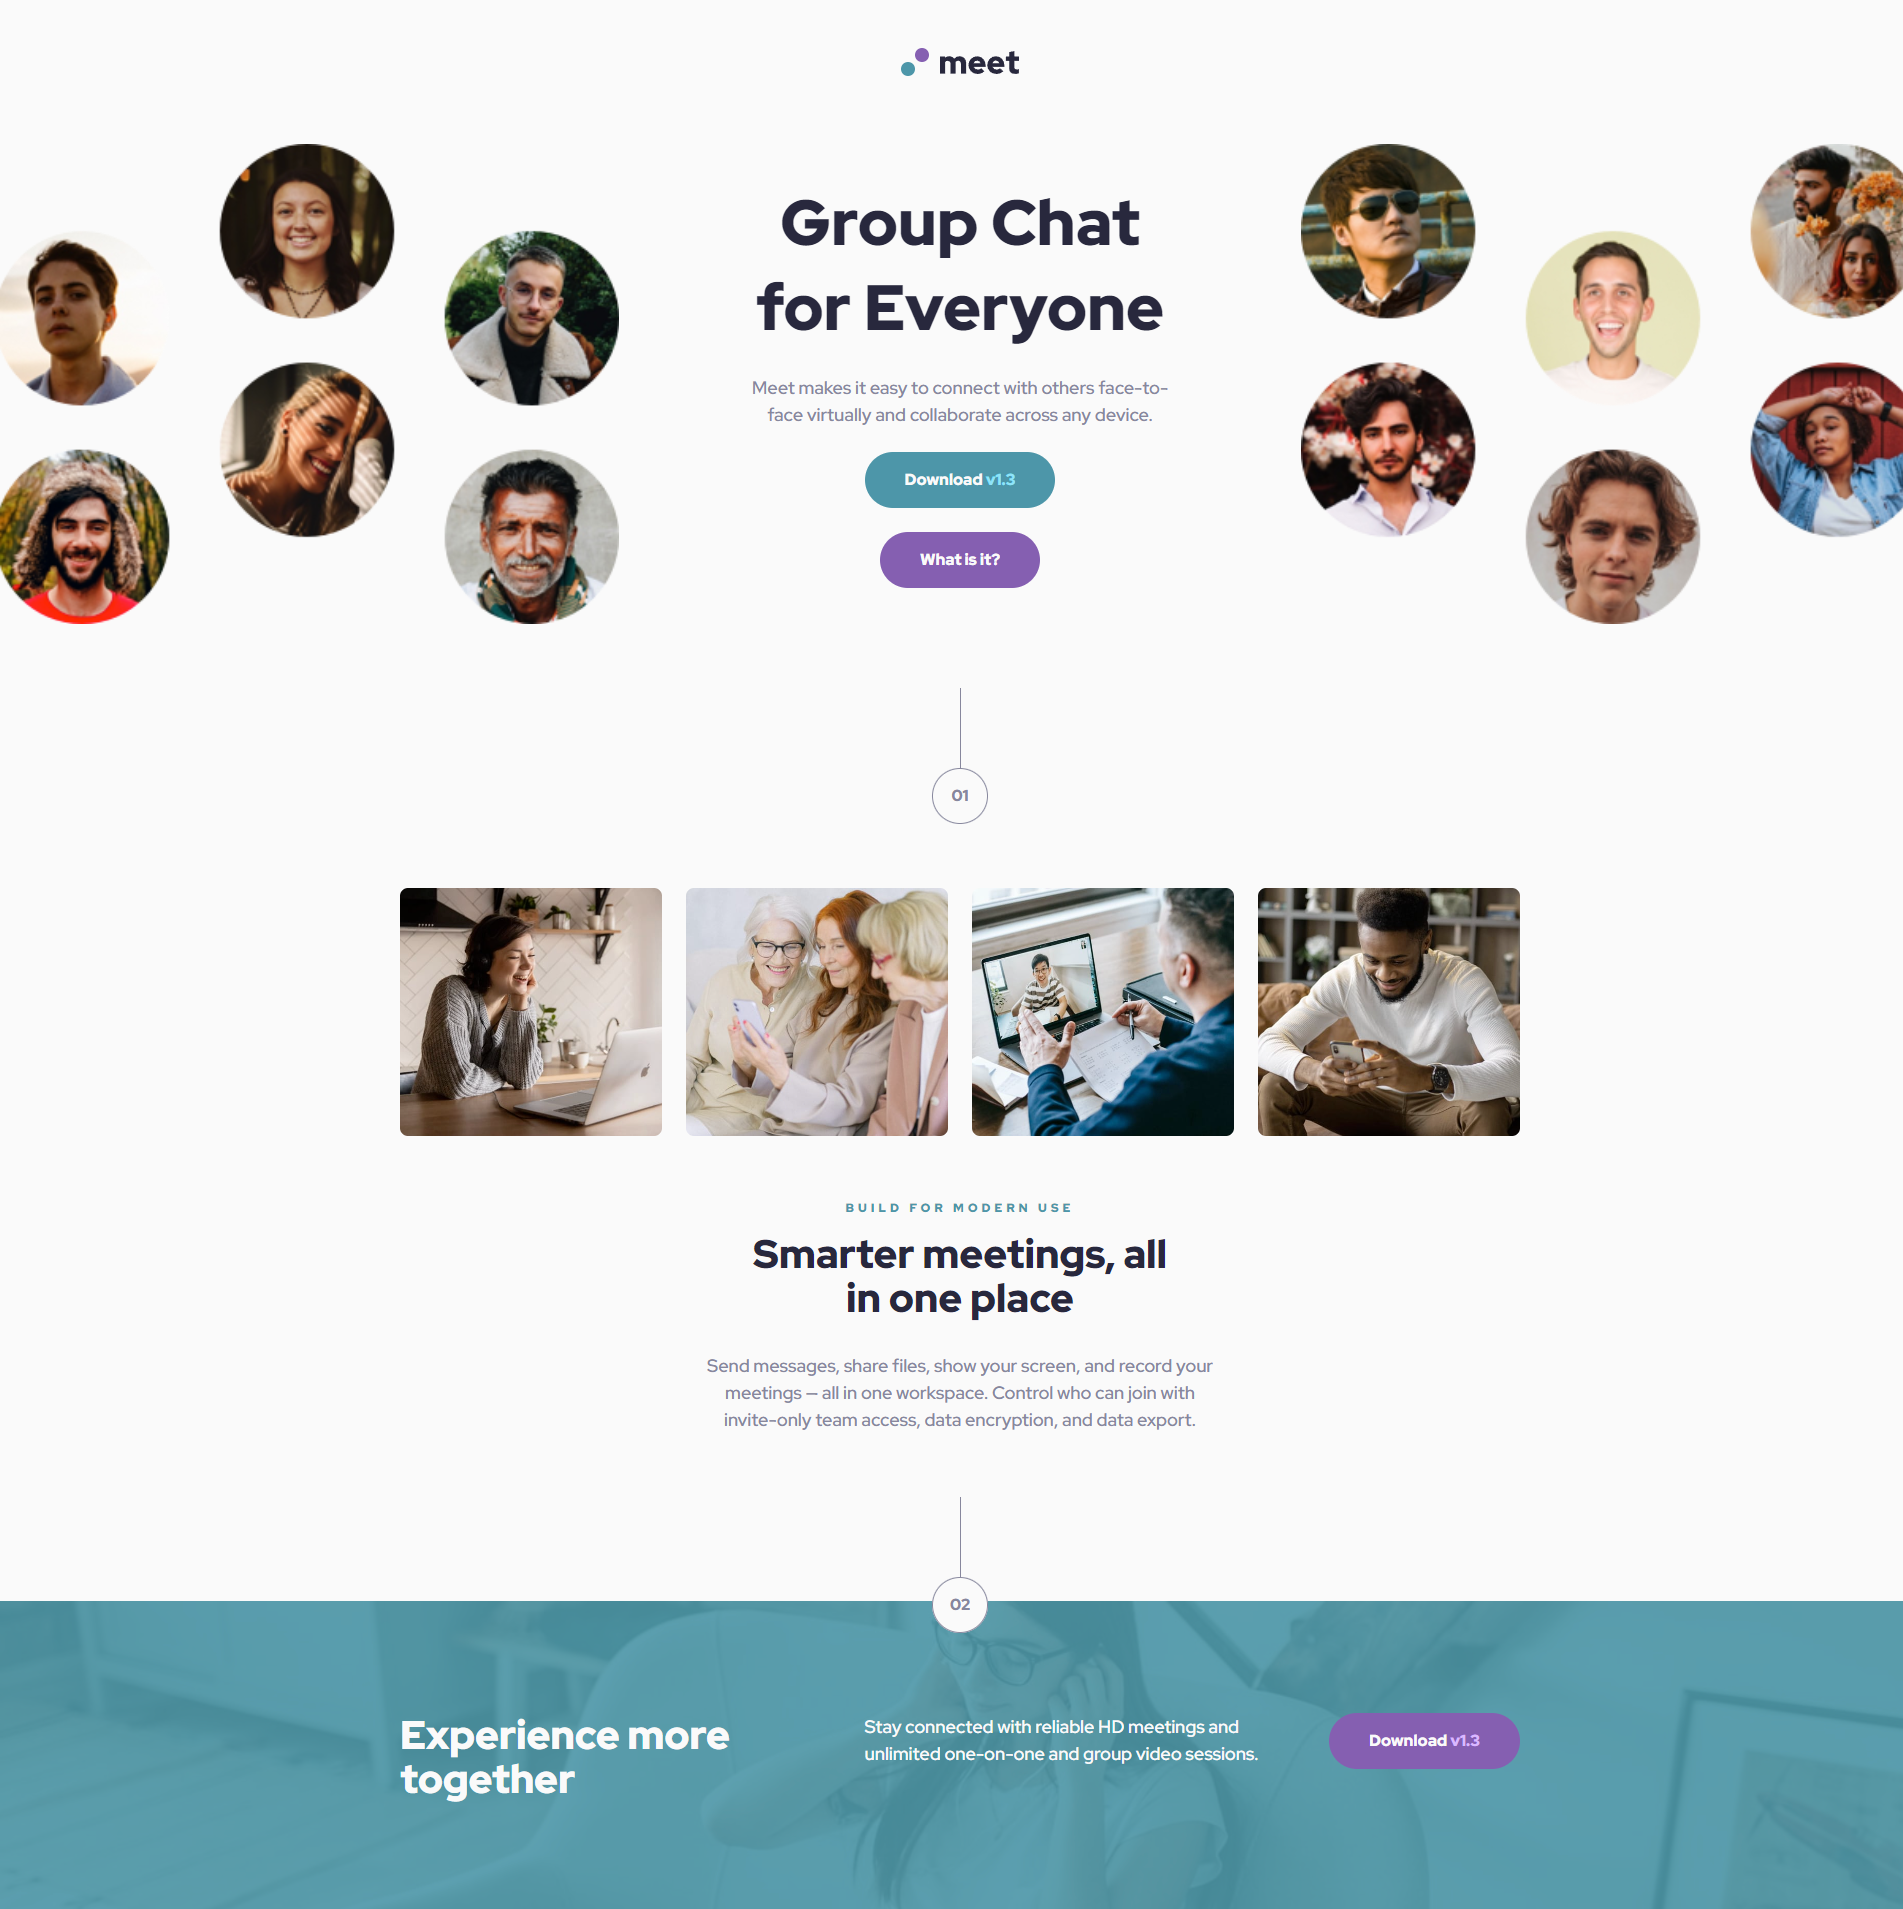 meet
Group Chat
for Everyone
Meet makes it easy to connect with others face-to-
face virtually and collaborate across any device.
Download v1.3
What is it?
01
BUILD FOR MODERN USE
Smarter meetings, all
in one place
Send messages, share files, show your screen, and record your
meetings — all in one workspace. Control who can join with
invite-only team access, data encryption, and data export.
02
Experience more
together
Stay connected with reliable HD meetings and
unlimited one-on-one and group video sessions.
Download v1.3